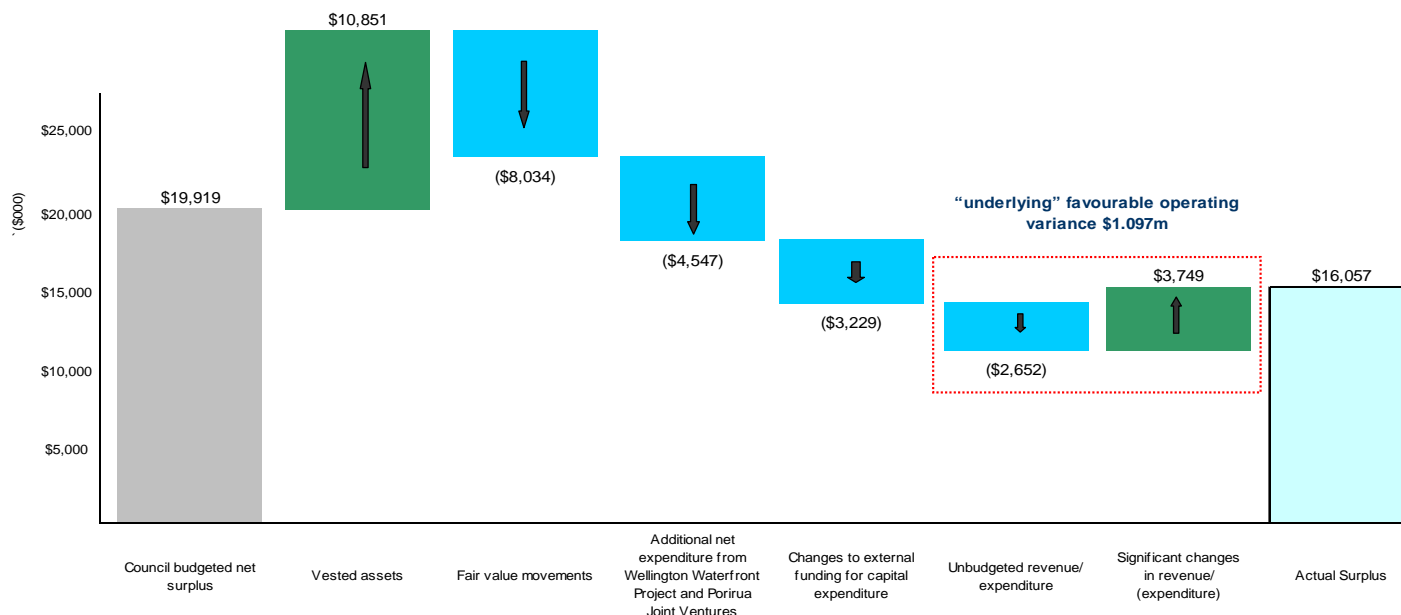 $10,851
$25,000
($8,034)
$19,919
"underlying" favourable operating
variance $1.097m
$20,000
`($000)
($4,547)
$3,749
$16,057
$15,000
($3,229)
($2,652)
$10,000
$5,000
Council budgeted net
surplus
Vested assets
Fair value movements
Additional net
expenditure from
Wellington Waterfront
Project and Porirua
Joint Ventures
Changes to external
funding for capital
expenditure
Unbudgeted revenue/
expenditure
Significant changes
in revenue/
(expenditure)
Actual Surplus